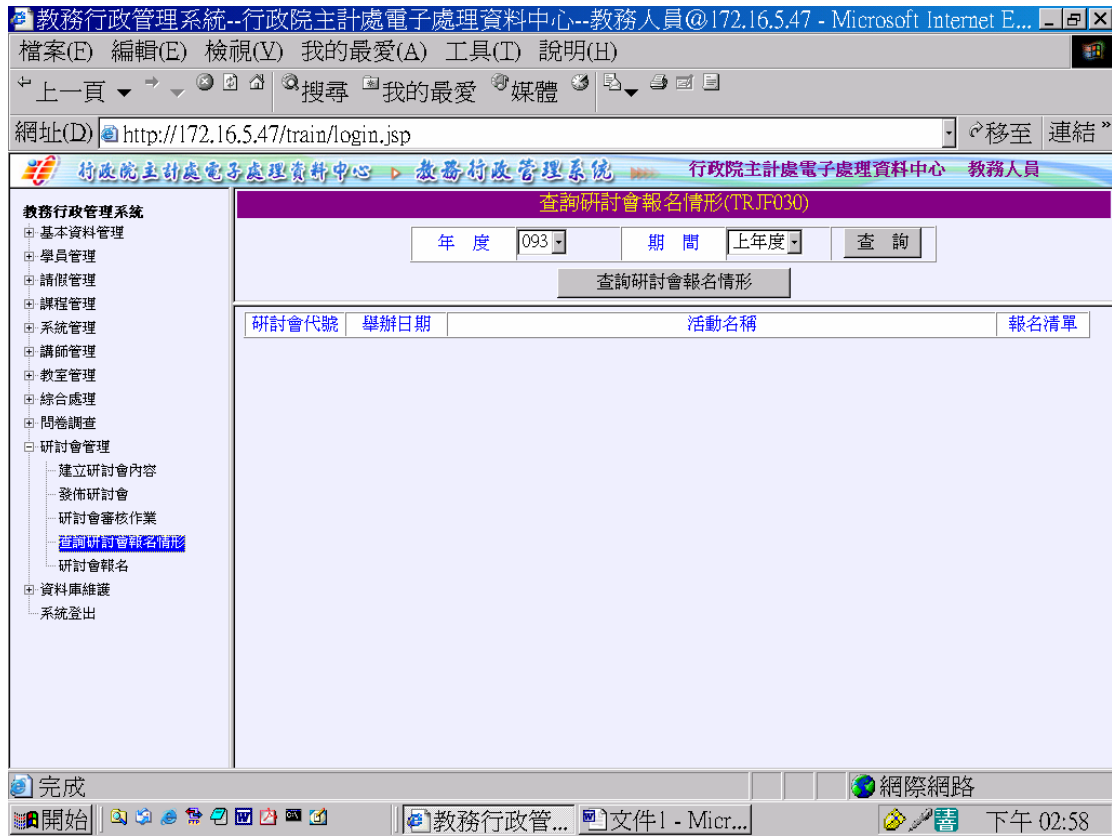 教務行政管理系統--行政院主計處電子處理資料中心--教務人員@172.16.5.47 - Microsoft Internet E...
檔案(F) 編輯(E) 檢視(V) 我的最愛(A) 工具(T) 說明(H)
上一頁 搜尋 我的最愛 媒體
網址(D) http://172.16.5.47/train/login.jsp 移至 連結 »
行政院主計處電子處理資料中心 教務行政管理系統 行政院主計處電子處理資料中心 教務人員
教務行政管理系統
基本資料管理
學員管理
請假管理
課程管理
系統管理
講師管理
教室管理
綜合處理
問卷調查
研討會管理
建立研討會內容
發佈研討會
研討會審核作業
查詢研討會報名情形
研討會報名
資料庫維護
系統登出
查詢研討會報名情形(TRJF030)
年 度 093 期 間 上年度 查 詢
查詢研討會報名情形
研討會代號 舉辦日期 活動名稱 報名清單
完成 網際網路
開始 教務行政管... 文件1 - Micr... 下午 02:58